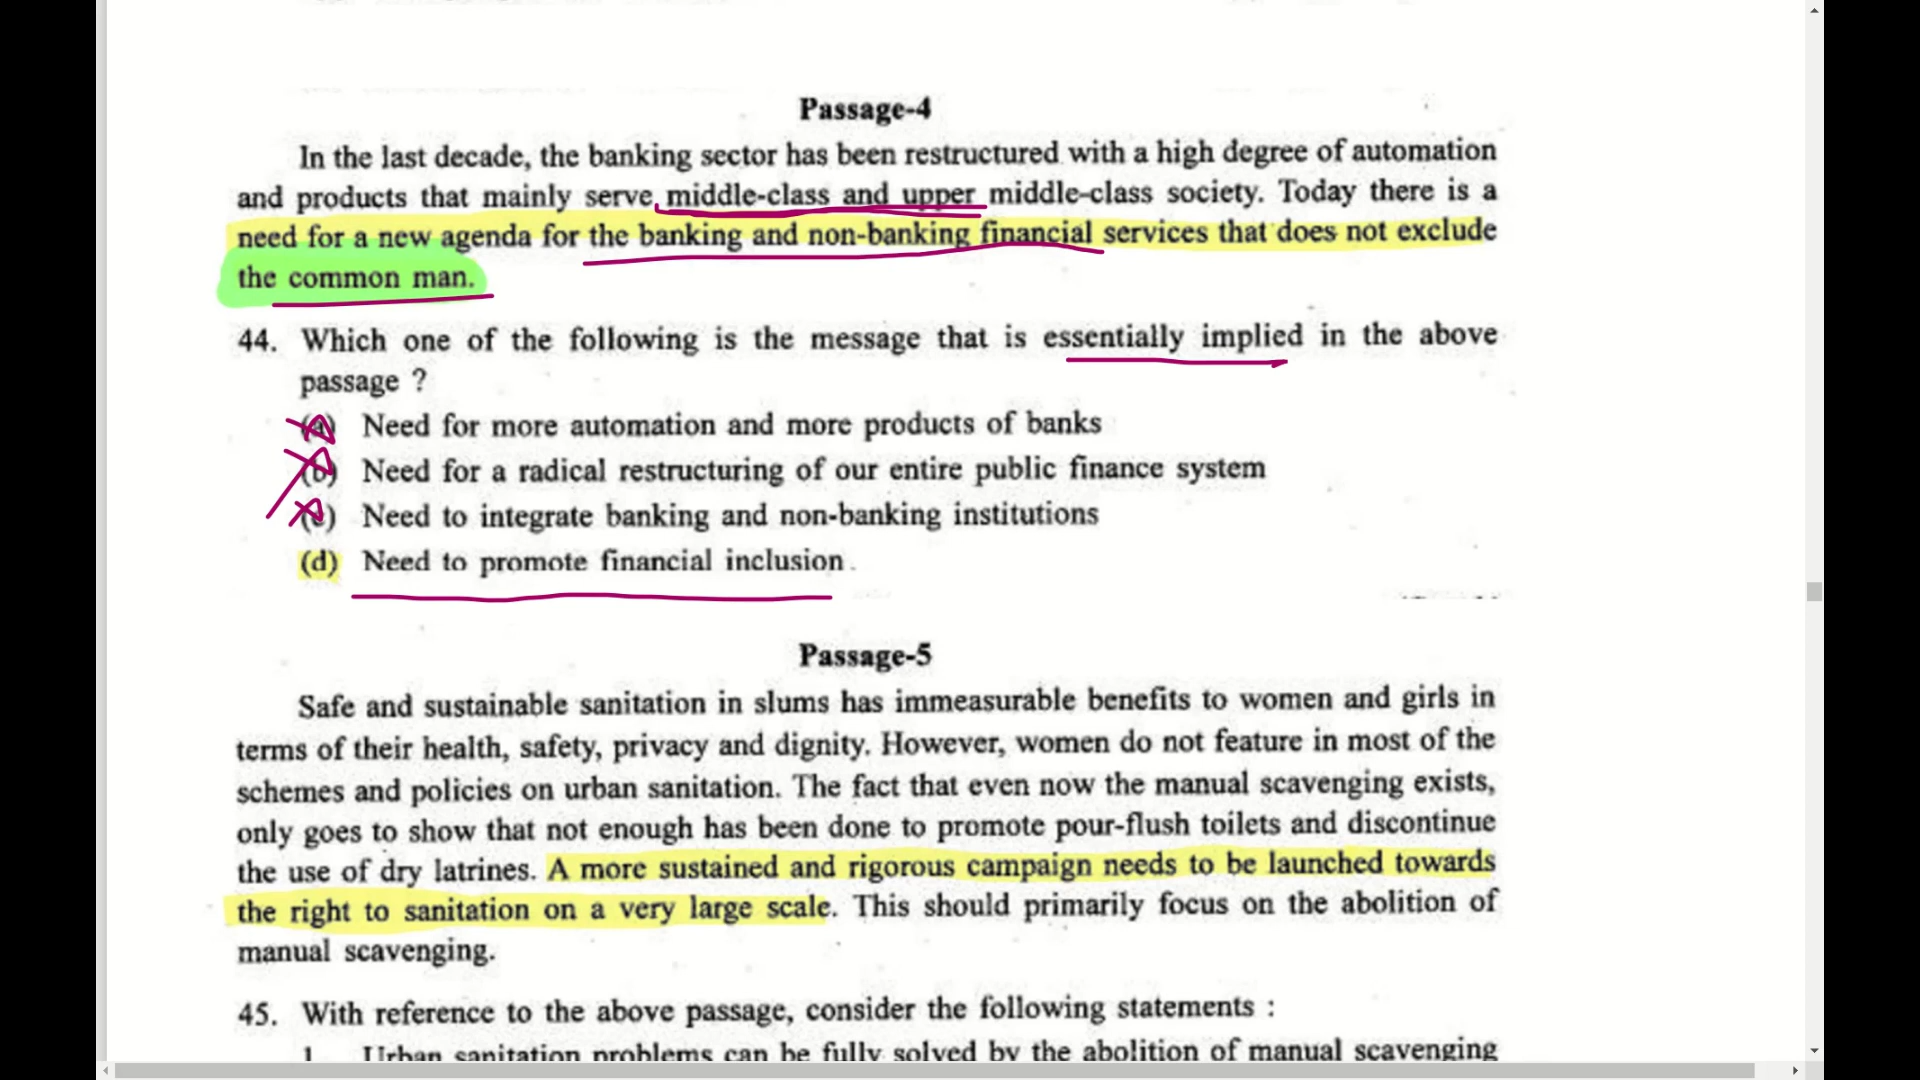 Passage-4
In the last decade, the banking sector has been restructured with a high degree of automation
and products that mainly serve middle-class and upper middle-class society. Today there is a
need for a new agenda for the banking and non-banking financial services that does not exclude
the common man.
44. Which one of the following is the message that is essentially implied in the above
passage ?
(a) Need for more automation and more products of banks
(b) Need for a radical restructuring of our entire public finance system
(c) Need to integrate banking and non-banking institutions
(d) Need to promote financial inclusion
Passage-5
Safe and sustainable sanitation in slums has immeasurable benefits to women and girls in
terms of their health, safety, privacy and dignity. However, women do not feature in most of the
schemes and policies on urban sanitation. The fact that even now the manual scavenging exists,
only goes to show that not enough has been done to promote pour-flush toilets and discontinue
the use of dry latrines. A more sustained and rigorous campaign needs to be launched towards
the right to sanitation on a very large scale. This should primarily focus on the abolition of
manual scavenging.
45. With reference to the above passage, consider the following statements :
1. Urban sanitation problems can be fully solved by the abolition of manual scavenging